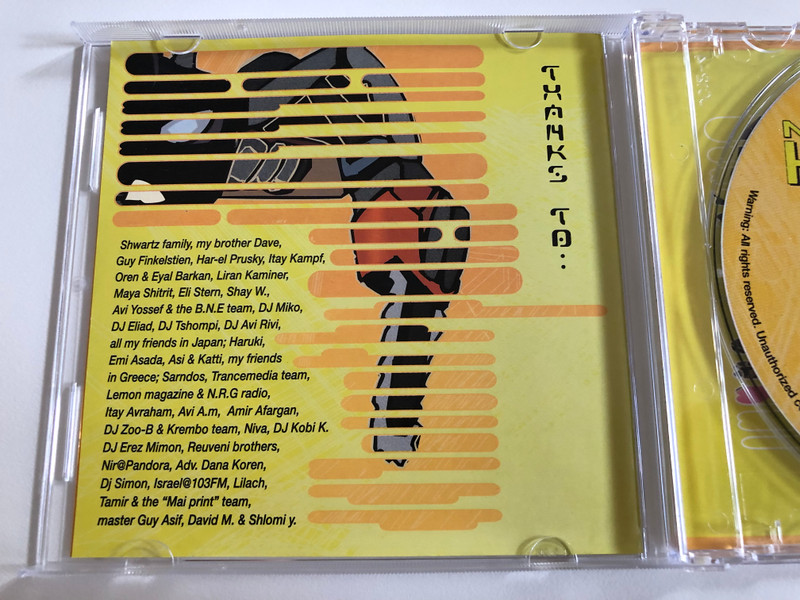 THANKS TO:
Shwartz family, my brother Dave,
Guy Finkelstien, Har-el Prusky, Itay Kampf,
Oren & Eyal Barkan, Liran Kaminer,
Maya Shitrit, Eli Stern, Shay W.,
Avi Yossef & the B.N.E team, DJ Miko,
DJ Eliad, DJ Tshompi, DJ Avi Rivi,
all my friends in Japan; Haruki,
Emi Asada, Asi & Katti, my friends
in Greece; Sarndos, Trancemedia team,
Lemon magazine & N.R.G radio,
Itay Avraham, Avi A.m, Amir Afargan,
DJ Zoo-B & Krembo team, Niva, DJ Kobi K.
DJ Erez Mimon, Reuveni brothers,
Nir@Pandora, Adv. Dana Koren,
Dj Simon, Israel@103FM, Lilach,
Tamir & the “Mai print” team,
master Guy Asif, David M. & Shlomi y.
Warning: All rights reserved. Unauthorized